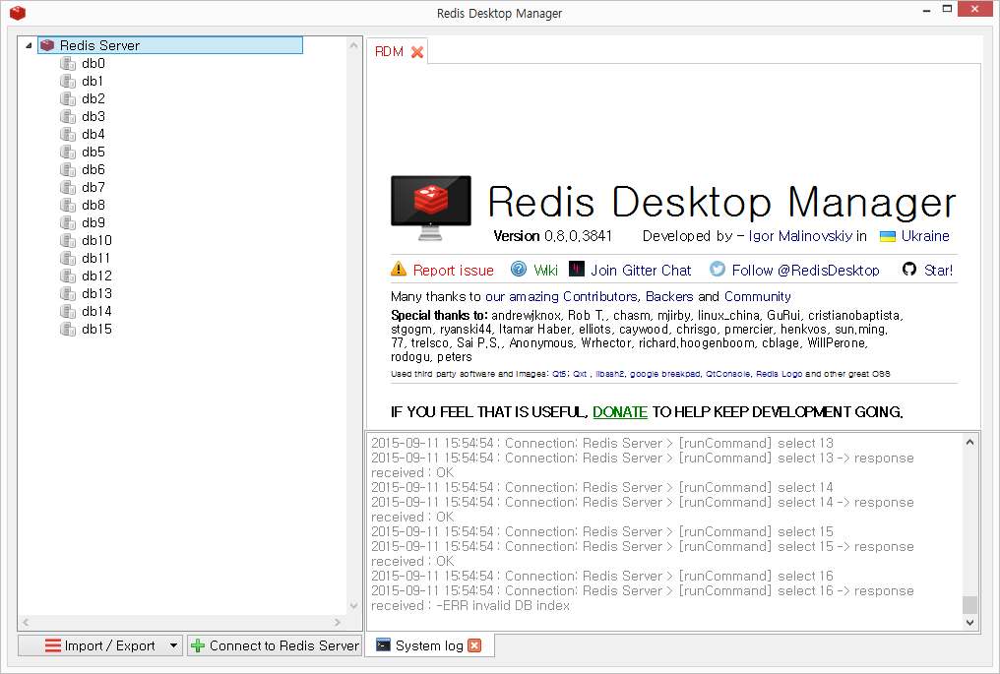 Redis Desktop Manager
Redis Server
db0
db1
db2
db3
db4
db5
db6
db7
db8
db9
db10
db11
db12
db13
db14
db15
Import / Export
Connect to Redis Server
RDM
Redis Desktop Manager
Version 0.8.0.3841 Developed by - Igor Malinovskiy in Ukraine
Report issue Wiki Join Gitter Chat Follow @RedisDesktop Star!
Many thanks to our amazing Contributors, Backers and Community
Special thanks to: andrewjknox, Rob T., chasm, mjirby, linux_china, GuRui, cristianobaptista,
stgogm, ryanski44, Itamar Haber, elliots, caywood, chrisgo, pmercier, henkvos, sun.ming.
77, trelsco, Sai P.S., Anonymous, Wrhector, richard.hoogenboom, cblage, WillPerone,
rodogu, peters
Used third party software and images: Qt5; Qxt , libssh2, google breakpad, QtConsole, Redis Logo and other great OSS
IF YOU FEEL THAT IS USEFUL, DONATE TO HELP KEEP DEVELOPMENT GOING.
2015-09-11 15:54:54 : Connection: Redis Server > [runCommand] select 13
2015-09-11 15:54:54 : Connection: Redis Server > [runCommand] select 13 -> response
received : OK
2015-09-11 15:54:54 : Connection: Redis Server > [runCommand] select 14
2015-09-11 15:54:54 : Connection: Redis Server > [runCommand] select 14 -> response
received : OK
2015-09-11 15:54:54 : Connection: Redis Server > [runCommand] select 15
2015-09-11 15:54:54 : Connection: Redis Server > [runCommand] select 15 -> response
received : OK
2015-09-11 15:54:54 : Connection: Redis Server > [runCommand] select 16
2015-09-11 15:54:54 : Connection: Redis Server > [runCommand] select 16 -> response
received : -ERR invalid DB index
System log